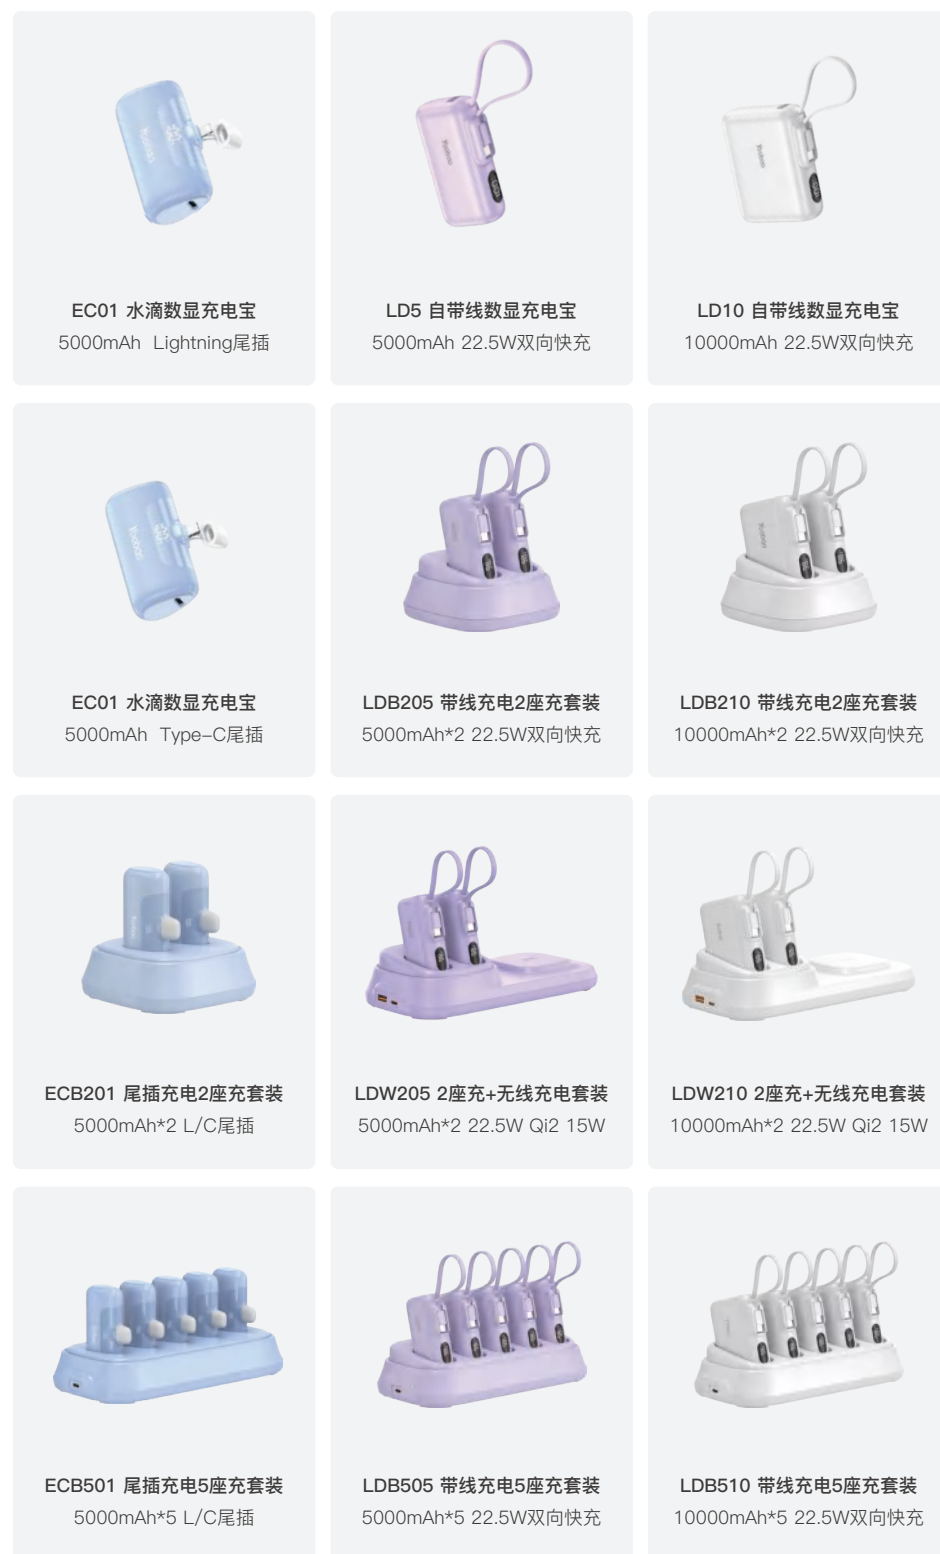 EC01 水滴数显充电宝
5000mAh Lightning尾插
LD5 自带线数显充电宝
5000mAh 22.5W双向快充
LD10 自带线数显充电宝
10000mAh 22.5W双向快充
EC01 水滴数显充电宝
5000mAh Type-C尾插
LDB205 带线充电2座充套装
5000mAh*2 22.5W双向快充
LDB210 带线充电2座充套装
10000mAh*2 22.5W双向快充
ECB201 尾插充电2座充套装
5000mAh*2 L/C尾插
LDW205 2座充+无线充电套装
5000mAh*2 22.5W Qi2 15W
LDW210 2座充+无线充电套装
10000mAh*2 22.5W Qi2 15W
ECB501 尾插充电5座充套装
5000mAh*5 L/C尾插
LDB505 带线充电5座充套装
5000mAh*5 22.5W双向快充
LDB510 带线充电5座充套装
10000mAh*5 22.5W双向快充